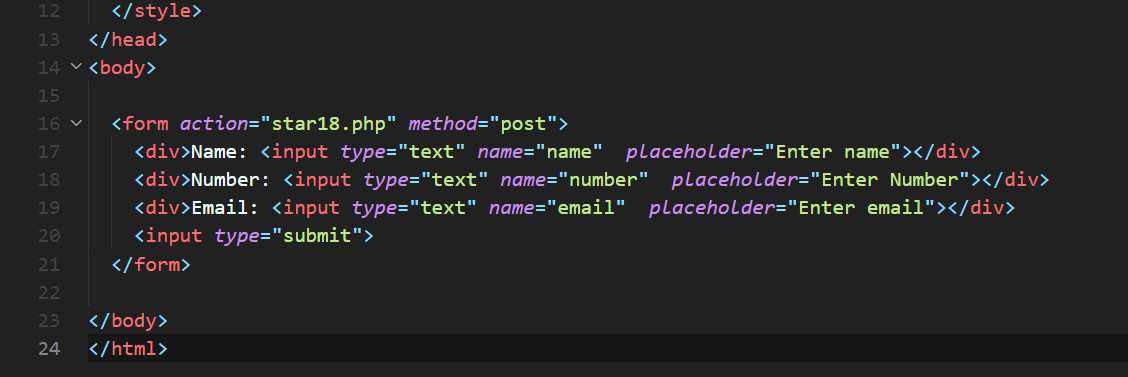 12 </style>
13 </head>
14 <body>
15
16 <form action="star18.php" method="post">
17 <div>Name: <input type="text" name="name"  placeholder="Enter name"></div>
18 <div>Number: <input type="text" name="number"  placeholder="Enter Number"></div>
19 <div>Email: <input type="text" name="email"  placeholder="Enter email"></div>
20 <input type="submit">
21 </form>
22
23 </body>
24 </html>